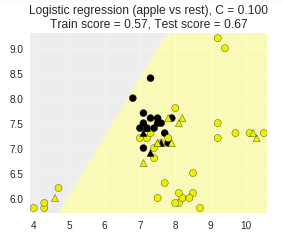 Logistic regression (apple vs rest), C = 0.100
Train score = 0.57, Test score = 0.67
9.0
8.5
8.0
7.5
7.0
6.5
6.0
4 5 6 7 8 9 10